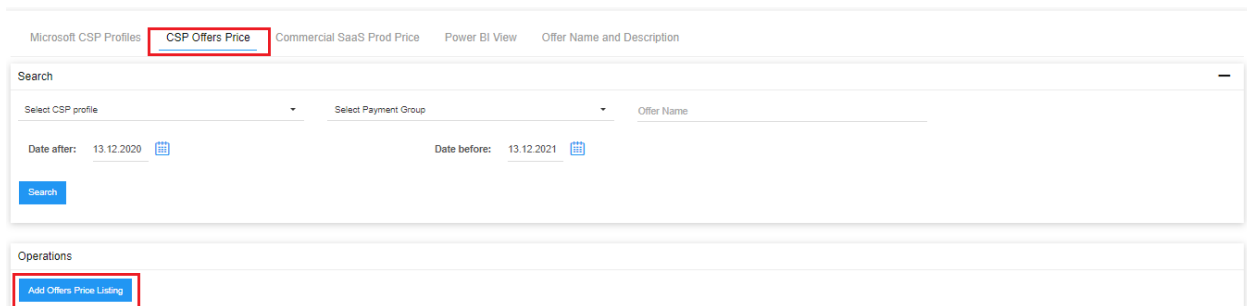 Microsoft CSP Profiles CSP Offers Price Commercial SaaS Prod Price Power BI View Offer Name and Description
Search
Select CSP profile Select Payment Group Offer Name
Date after: 13.12.2020 Date before: 13.12.2021
Search
Operations
Add Offers Price Listing